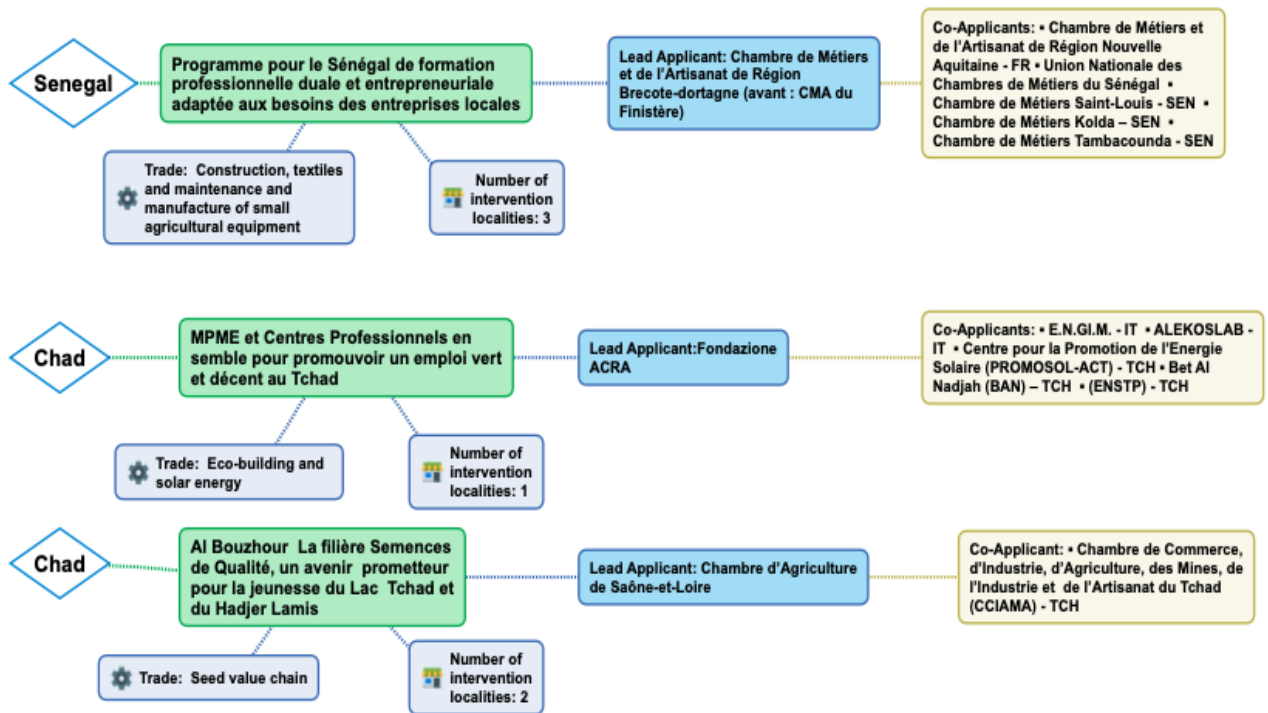 Senegal
Programme pour le Sénégal de formation
professionnelle duale et entrepreneuriale
adaptée aux besoins des entreprises locales
Lead Applicant: Chambre de Métiers
et de l'Artisanat de Région
Brecote-dortagne (avant : CMA du
Finistère)
Co-Applicants: ▪ Chambre de Métiers et
de l'Artisanat de Région Nouvelle
Aquitaine - FR ▪ Union Nationale des
Chambres de Métiers du Sénégal ▪
Chambre de Métiers Saint-Louis - SEN ▪
Chambre de Métiers Kolda – SEN ▪
Chambre de Métiers Tambacounda - SEN
Trade: Construction, textiles
and maintenance and
manufacture of small
agricultural equipment
Number of
intervention
localities: 3
Chad
MPME et Centres Professionnels en
semble pour promouvoir un emploi vert
et décent au Tchad
Lead Applicant:Fondazione
ACRA
Co-Applicants: ▪ E.N.GI.M. - IT ▪ ALEKOSLAB -
IT ▪ Centre pour la Promotion de l'Energie
Solaire (PROMOSOL-ACT) - TCH ▪ Bet Al
Nadjah (BAN) – TCH ▪ (ENSTP) - TCH
Trade: Eco-building and
solar energy
Number of
intervention
localities: 1
Chad
Al Bouzhour La filière Semences
de Qualité, un avenir prometteur
pour la jeunesse du Lac Tchad et
du Hadjer Lamis
Lead Applicant: Chambre d'Agriculture
de Saône-et-Loire
Co-Applicant: ▪ Chambre de Commerce,
d'Industrie, d'Agriculture, des Mines, de
l'Industrie et de l'Artisanat du Tchad
(CCIAMA) - TCH
Trade: Seed value chain
Number of
intervention
localities: 2